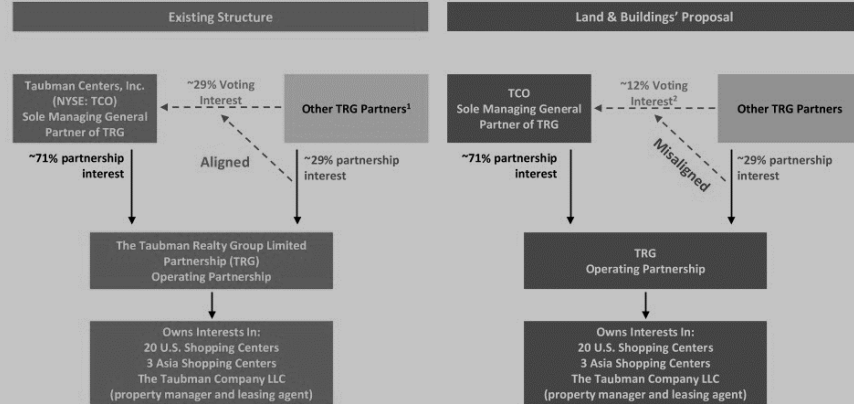 Existing Structure
Taubman Centers, Inc.
(NYSE: TCO)
Sole Managing General
Partner of TRG
~29% Voting
Interest
Other TRG Partners¹
~71% partnership
interest
Aligned
~29% partnership
interest
The Taubman Realty Group Limited
Partnership (TRG)
Operating Partnership
Owns Interests In:
20 U.S. Shopping Centers
3 Asia Shopping Centers
The Taubman Company LLC
(property manager and leasing agent)
Land & Buildings' Proposal
TCO
Sole Managing General
Partner of TRG
~12% Voting
Interest²
Other TRG Partners
~71% partnership
interest
Misaligned
~29% partnership
interest
TRG
Operating Partnership
Owns Interests In:
20 U.S. Shopping Centers
3 Asia Shopping Centers
The Taubman Company LLC
(property manager and leasing agent)